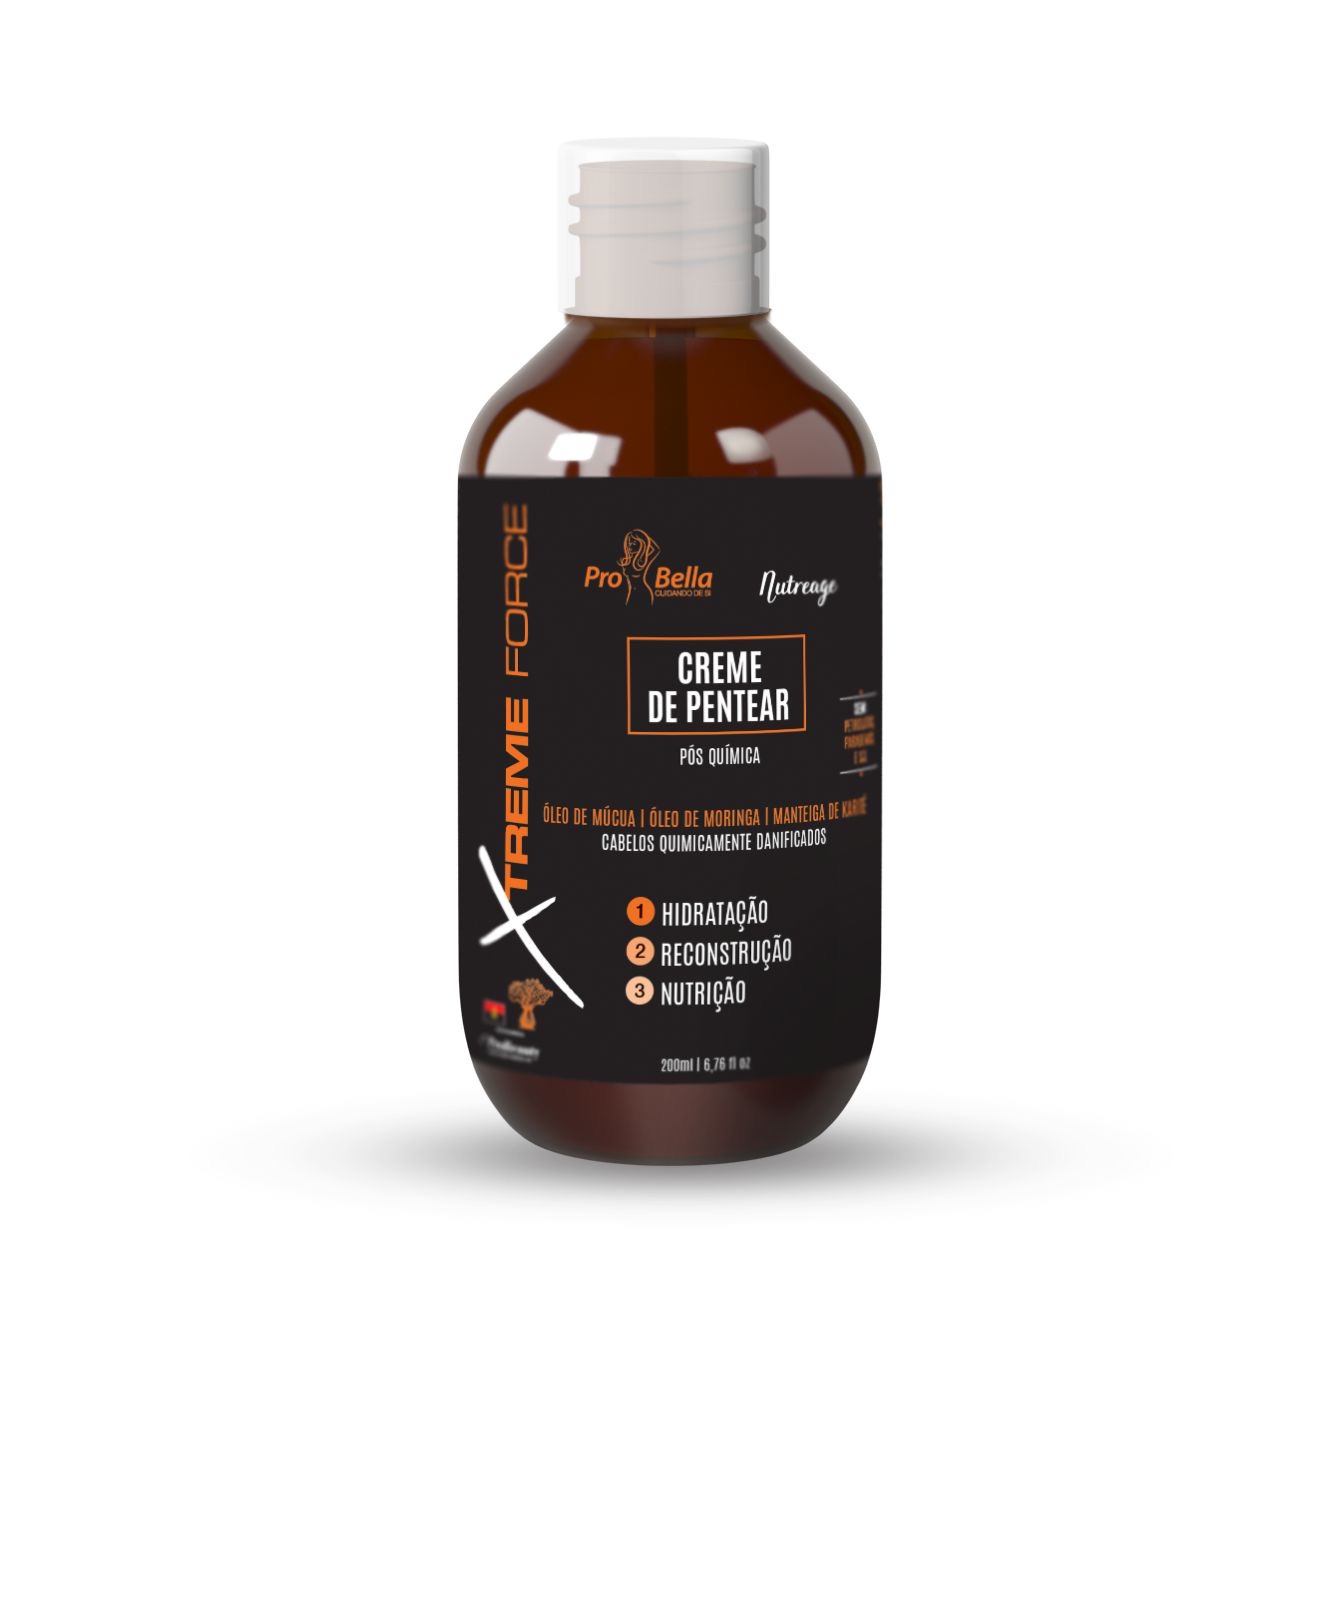 XTREME FORCE
Pro Bella
CUIDANDO DE SI
Nutreage
CREME
DE PENTEAR
PÓS QUÍMICA
SEM
ÓLEO DE MÚCUA | ÓLEO DE MORINGA | MANTEIGA DE KARITÉ
CABELOS QUIMICAMENTE DANIFICADOS
1 HIDRATAÇÃO
2 RECONSTRUÇÃO
3 NUTRIÇÃO
200ml | 6,76 fl oz